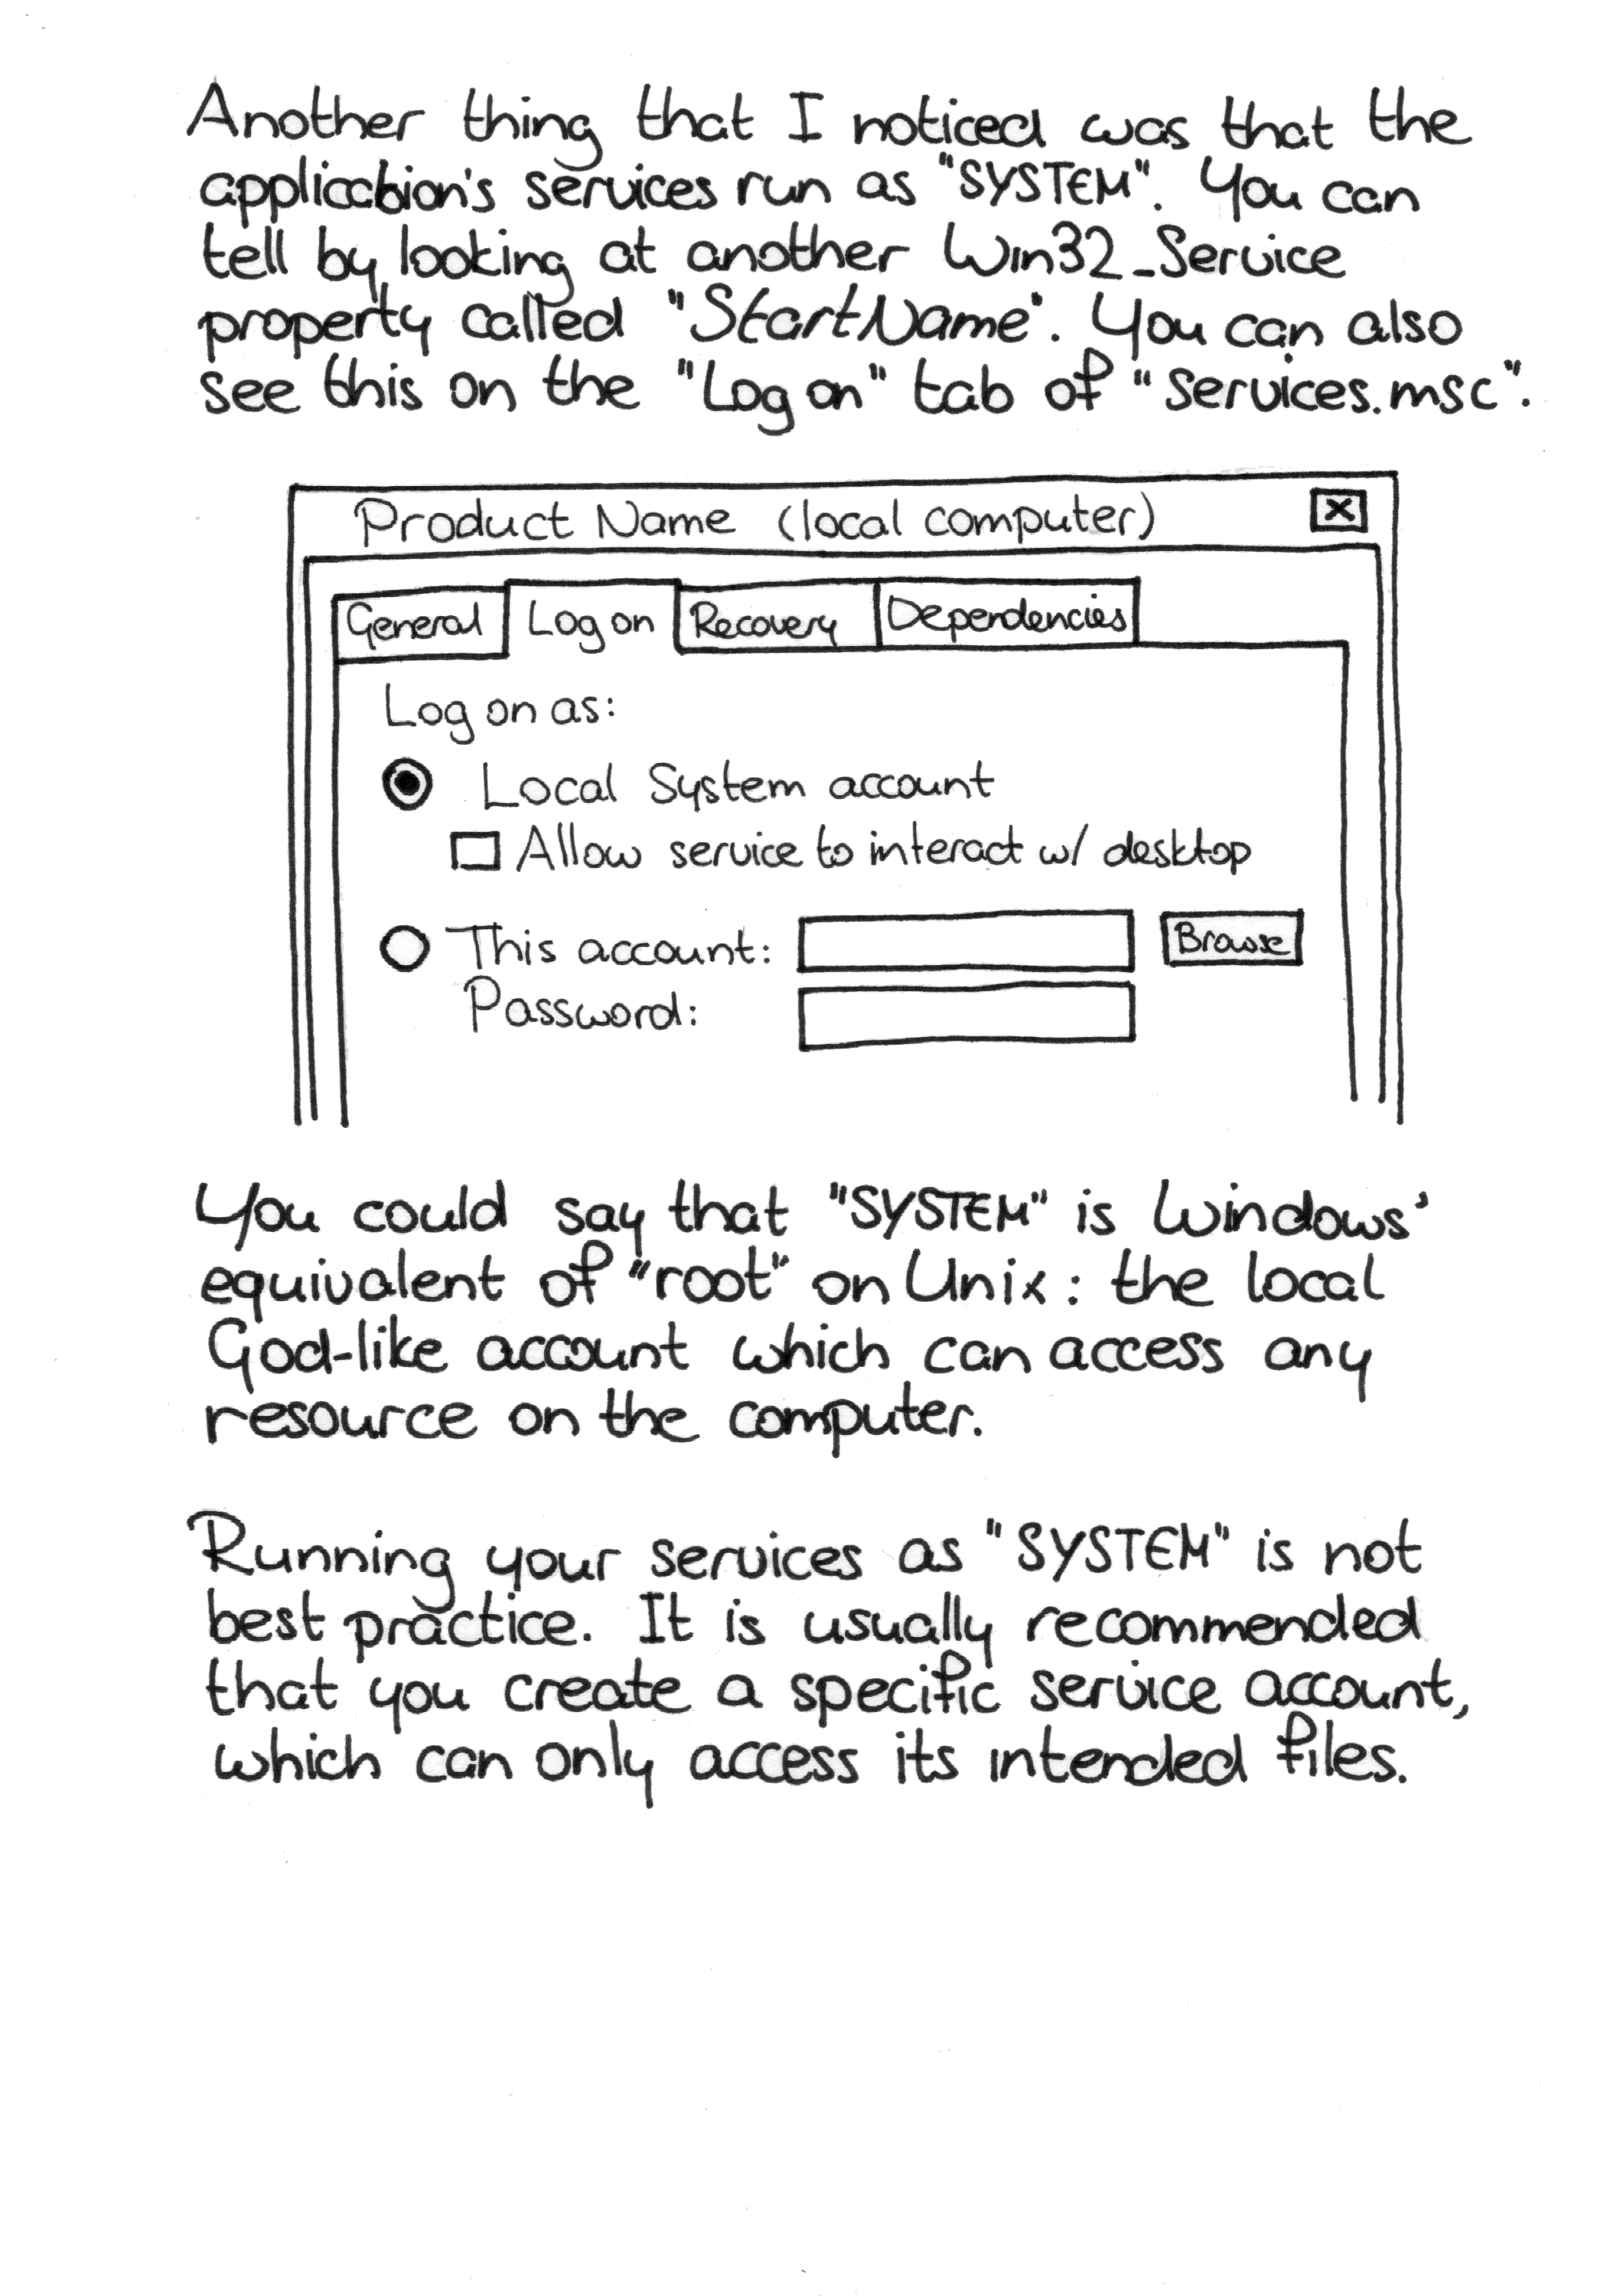 Another thing that I noticed was that the
application's services run as "SYSTEM". You can
tell by looking at another Win32_Service
property called "StartName". You can also
see this on the "Log on" tab of "services.msc".
Product Name (local computer) X
General Log on Recovery Dependencies
Log on as:
Local System account
Allow service to interact w/ desktop
This account: Browse
Password:
You could say that "SYSTEM" is Windows'
equivalent of "root" on Unix: the local
God-like account which can access any
resource on the computer.
Running your services as "SYSTEM" is not
best practice. It is usually recommended
that you create a specific service account,
which can only access its intended files.